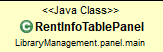 <<Java Class>>
RentInfoTablePanel
LibraryManagement.panel.main